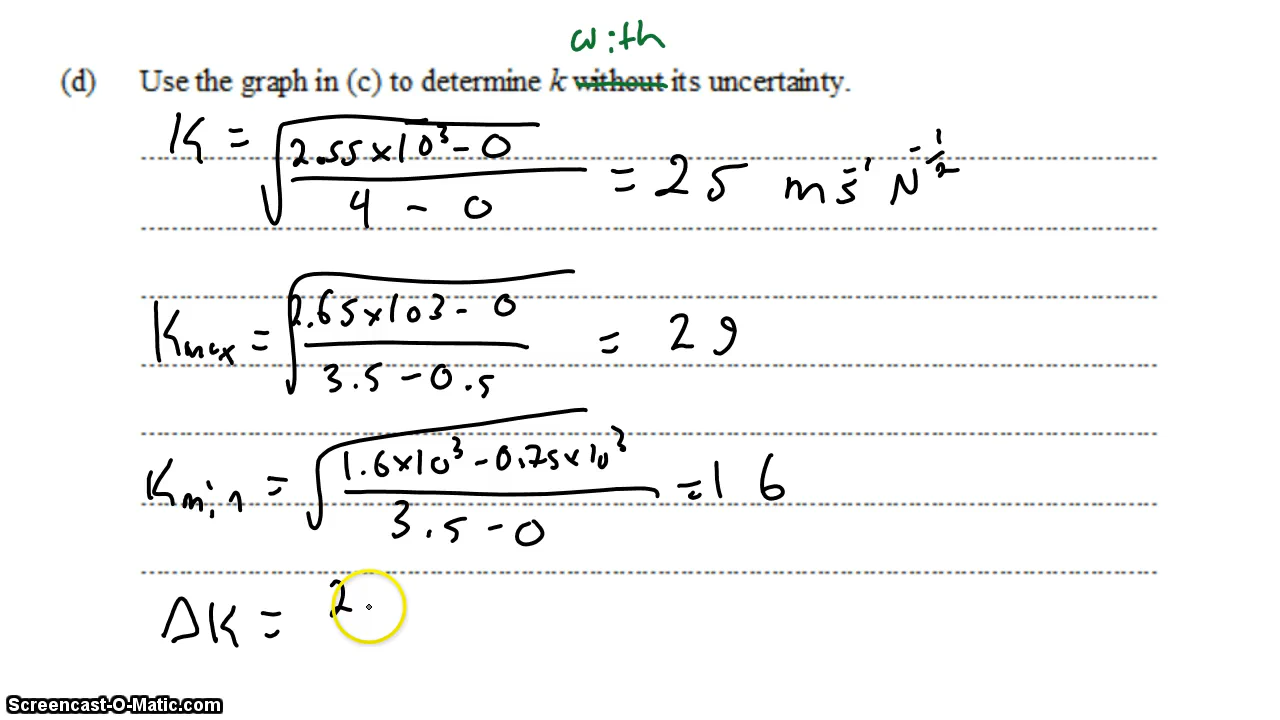 with
(d) Use the graph in (c) to determine k without its uncertainty.
K = √((2.55×10³ - 0)/(4 - 0)) = 25 m s⁻¹ N^(-1/2)
Kmax = √((2.65×103 - 0)/(3.5 - 0.5)) = 29
Kmin = √((1.6×10³ - 0.75×10³)/(3.5 - 0)) = 16
ΔK = 2
Screencast-O-Matic.com